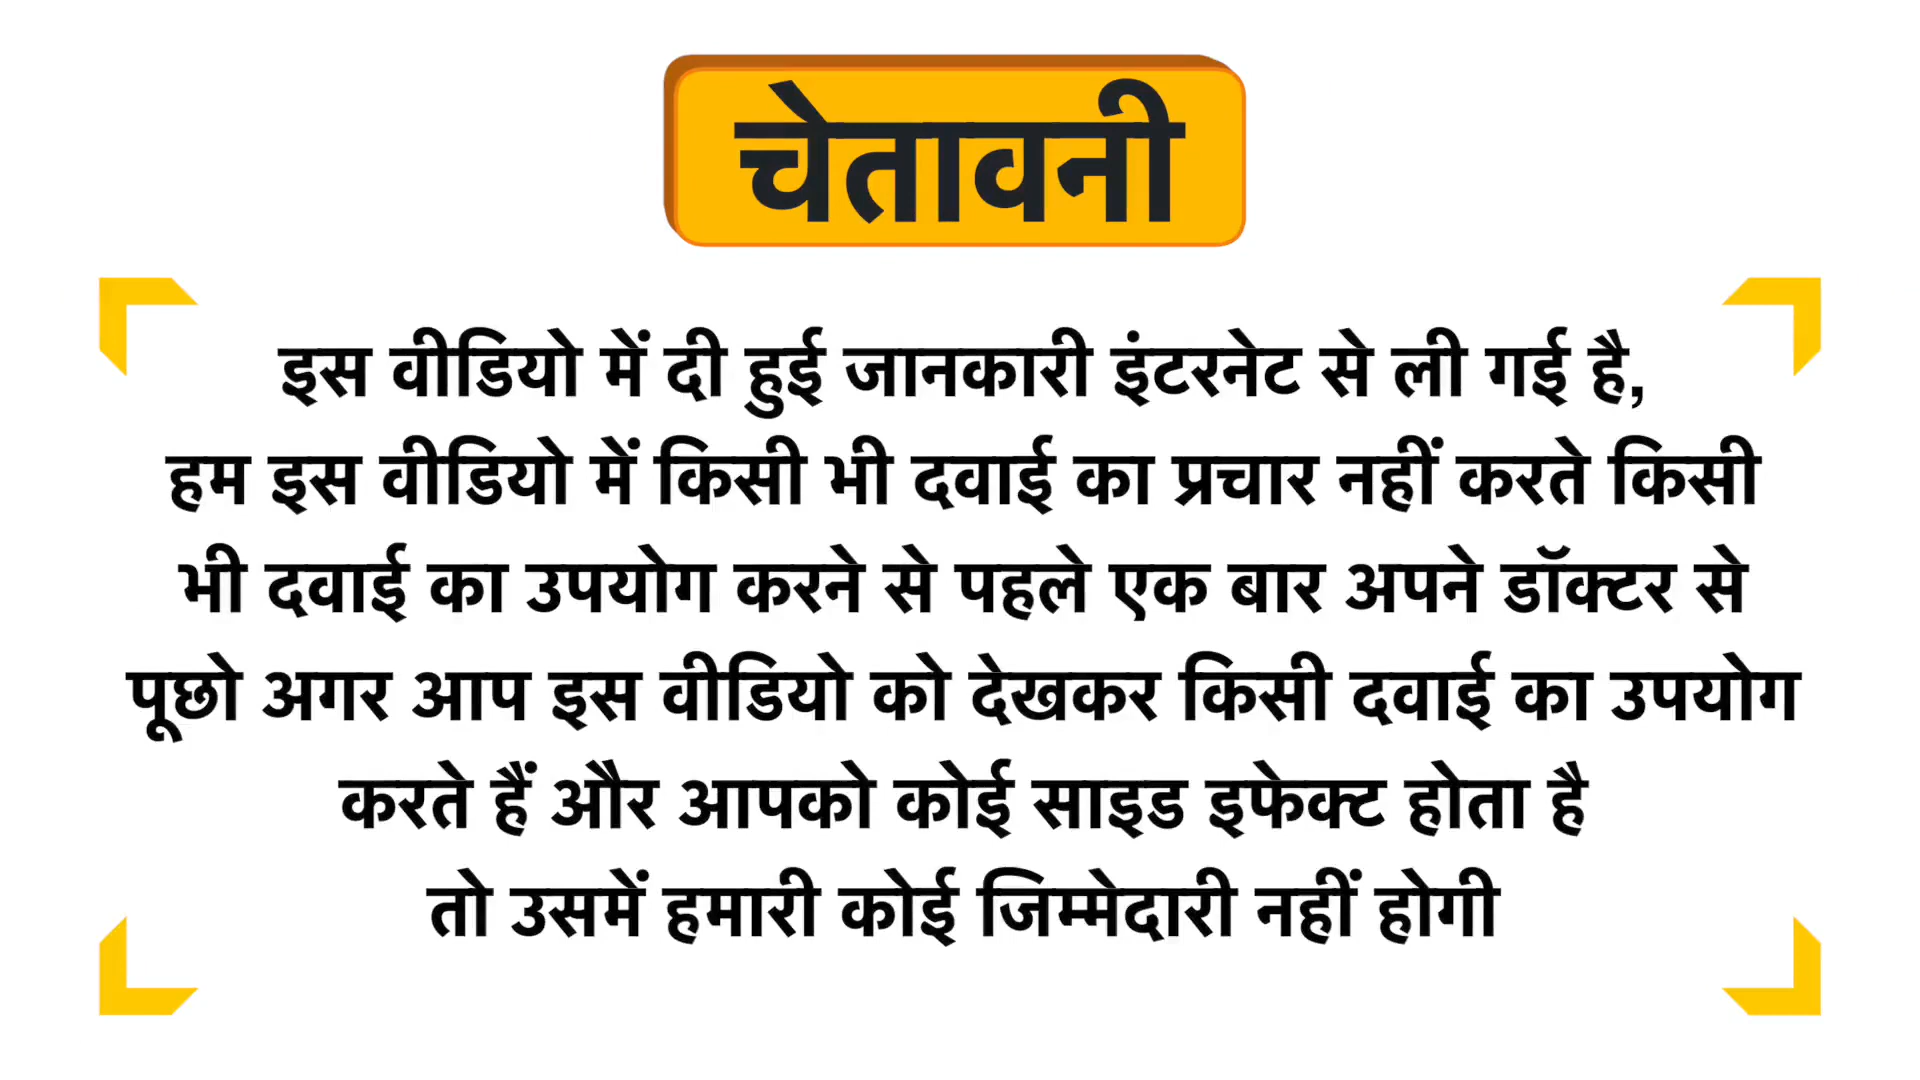 चेतावनी
इस वीडियो में दी हुई जानकारी इंटरनेट से ली गई है,
हम इस वीडियो में किसी भी दवाई का प्रचार नहीं करते किसी
भी दवाई का उपयोग करने से पहले एक बार अपने डॉक्टर से
पूछो अगर आप इस वीडियो को देखकर किसी दवाई का उपयोग
करते हैं और आपको कोई साइड इफेक्ट होता है
तो उसमें हमारी कोई जिम्मेदारी नहीं होगी